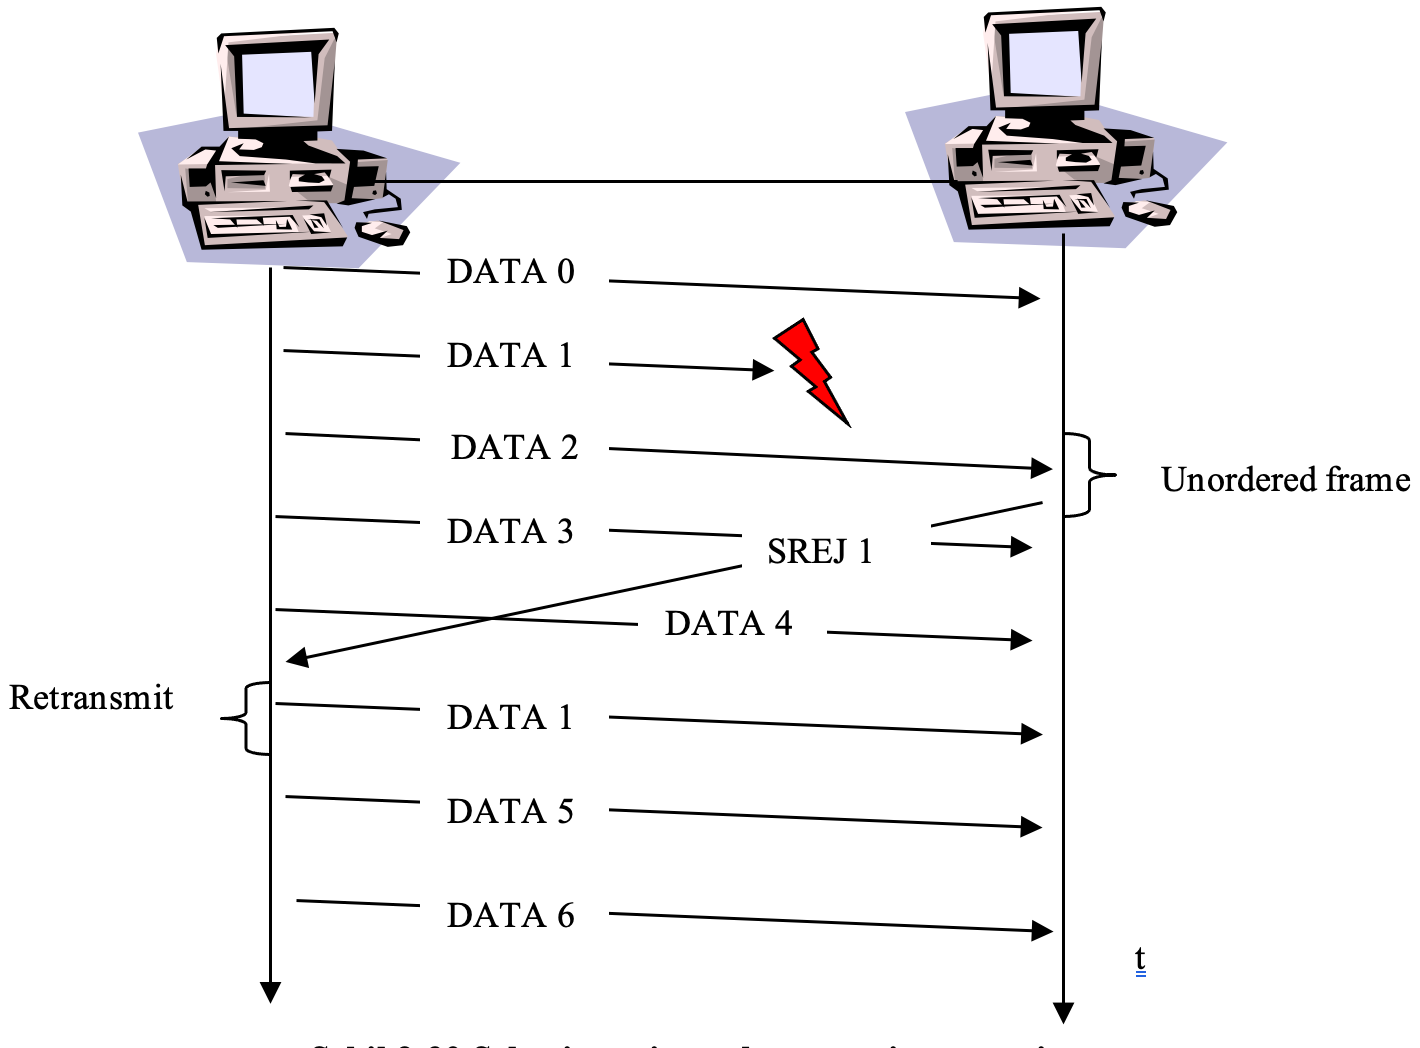 DATA 0
DATA 1
DATA 2
Unordered frame
DATA 3
SREJ 1
DATA 4
Retransmit
DATA 1
DATA 5
DATA 6
t